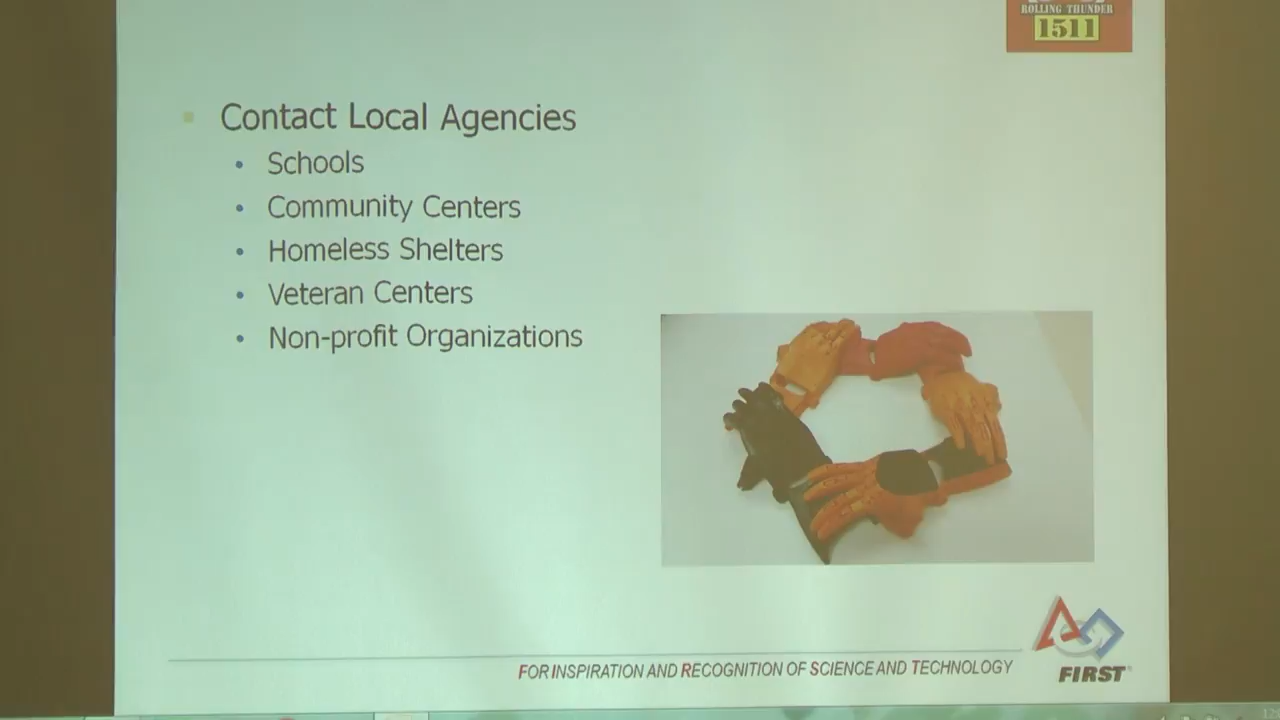 ROLLING THUNDER
1511
Contact Local Agencies
Schools
Community Centers
Homeless Shelters
Veteran Centers
Non-profit Organizations
FOR INSPIRATION AND RECOGNITION OF SCIENCE AND TECHNOLOGY
FIRST